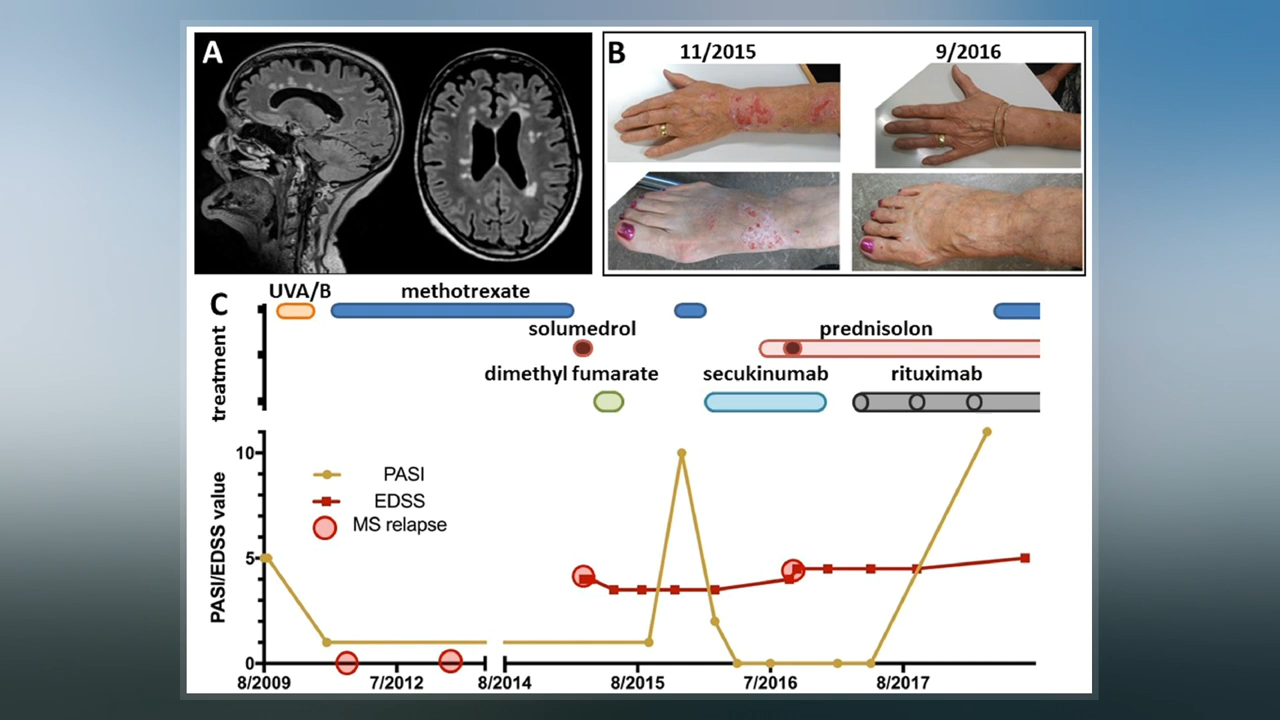 A
B
11/2015
9/2016
C
UVA/B
methotrexate
solumedrol
prednisolon
dimethyl fumarate
secukinumab
rituximab
treatment
PASI/EDSS value
10
5
0
PASI
EDSS
MS relapse
8/2009
7/2012
8/2014
8/2015
7/2016
8/2017